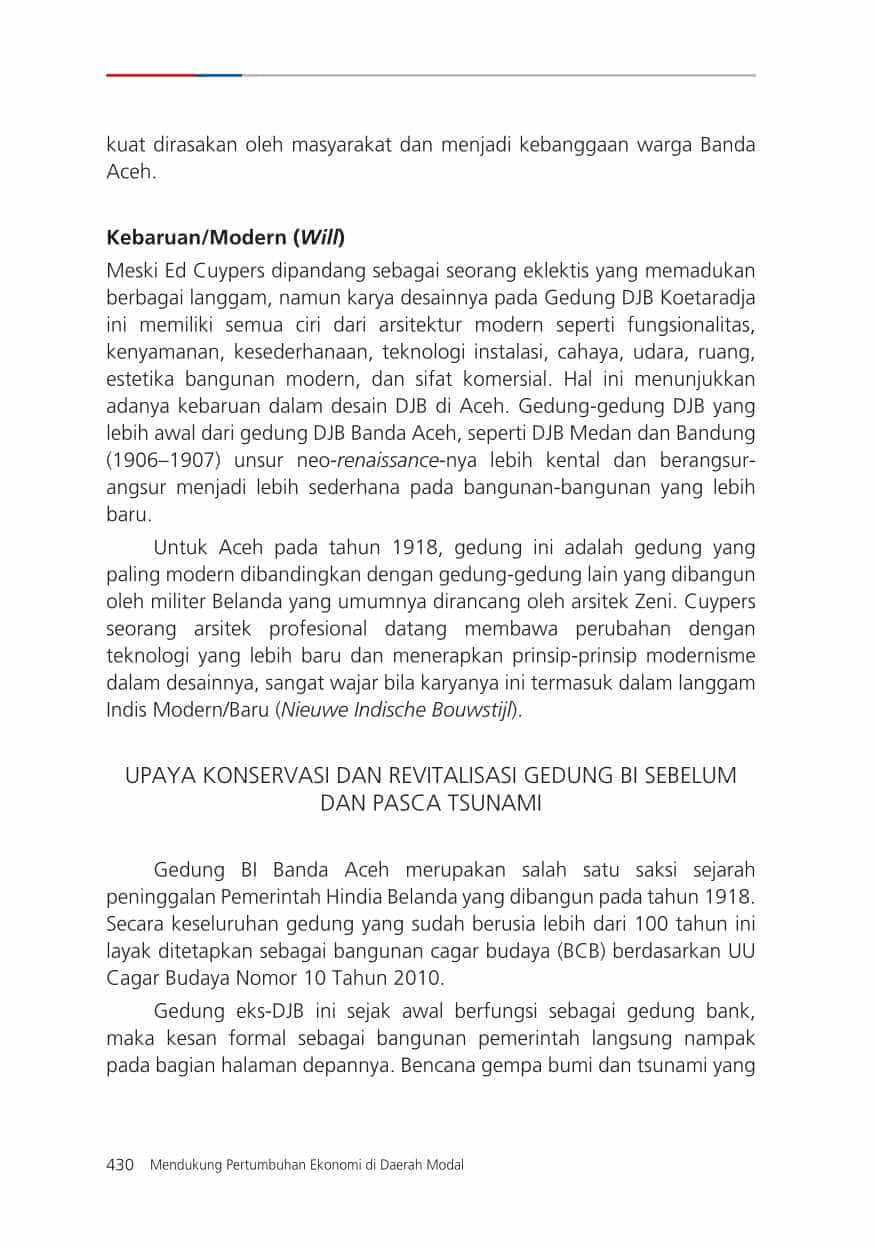 kuat dirasakan oleh masyarakat dan menjadi kebanggaan warga Banda
Aceh.
Kebaruan/Modern (Will)
Meski Ed Cuypers dipandang sebagai seorang eklektis yang memadukan
berbagai langgam, namun karya desainnya pada Gedung DJB Koetaradja
ini memiliki semua ciri dari arsitektur modern seperti fungsionalitas,
kenyamanan, kesederhanaan, teknologi instalasi, cahaya, udara, ruang,
estetika bangunan modern, dan sifat komersial. Hal ini menunjukkan
adanya kebaruan dalam desain DJB di Aceh. Gedung-gedung DJB yang
lebih awal dari gedung DJB Banda Aceh, seperti DJB Medan dan Bandung
(1906–1907) unsur neo-renaissance-nya lebih kental dan berangsur-
angsur menjadi lebih sederhana pada bangunan-bangunan yang lebih
baru.
Untuk Aceh pada tahun 1918, gedung ini adalah gedung yang
paling modern dibandingkan dengan gedung-gedung lain yang dibangun
oleh militer Belanda yang umumnya dirancang oleh arsitek Zeni. Cuypers
seorang arsitek profesional datang membawa perubahan dengan
teknologi yang lebih baru dan menerapkan prinsip-prinsip modernisme
dalam desainnya, sangat wajar bila karyanya ini termasuk dalam langgam
Indis Modern/Baru (Nieuwe Indische Bouwstijl).
UPAYA KONSERVASI DAN REVITALISASI GEDUNG BI SEBELUM
DAN PASCA TSUNAMI
Gedung BI Banda Aceh merupakan salah satu saksi sejarah
peninggalan Pemerintah Hindia Belanda yang dibangun pada tahun 1918.
Secara keseluruhan gedung yang sudah berusia lebih dari 100 tahun ini
layak ditetapkan sebagai bangunan cagar budaya (BCB) berdasarkan UU
Cagar Budaya Nomor 10 Tahun 2010.
Gedung eks-DJB ini sejak awal berfungsi sebagai gedung bank,
maka kesan formal sebagai bangunan pemerintah langsung nampak
pada bagian halaman depannya. Bencana gempa bumi dan tsunami yang
430 Mendukung Pertumbuhan Ekonomi di Daerah Modal